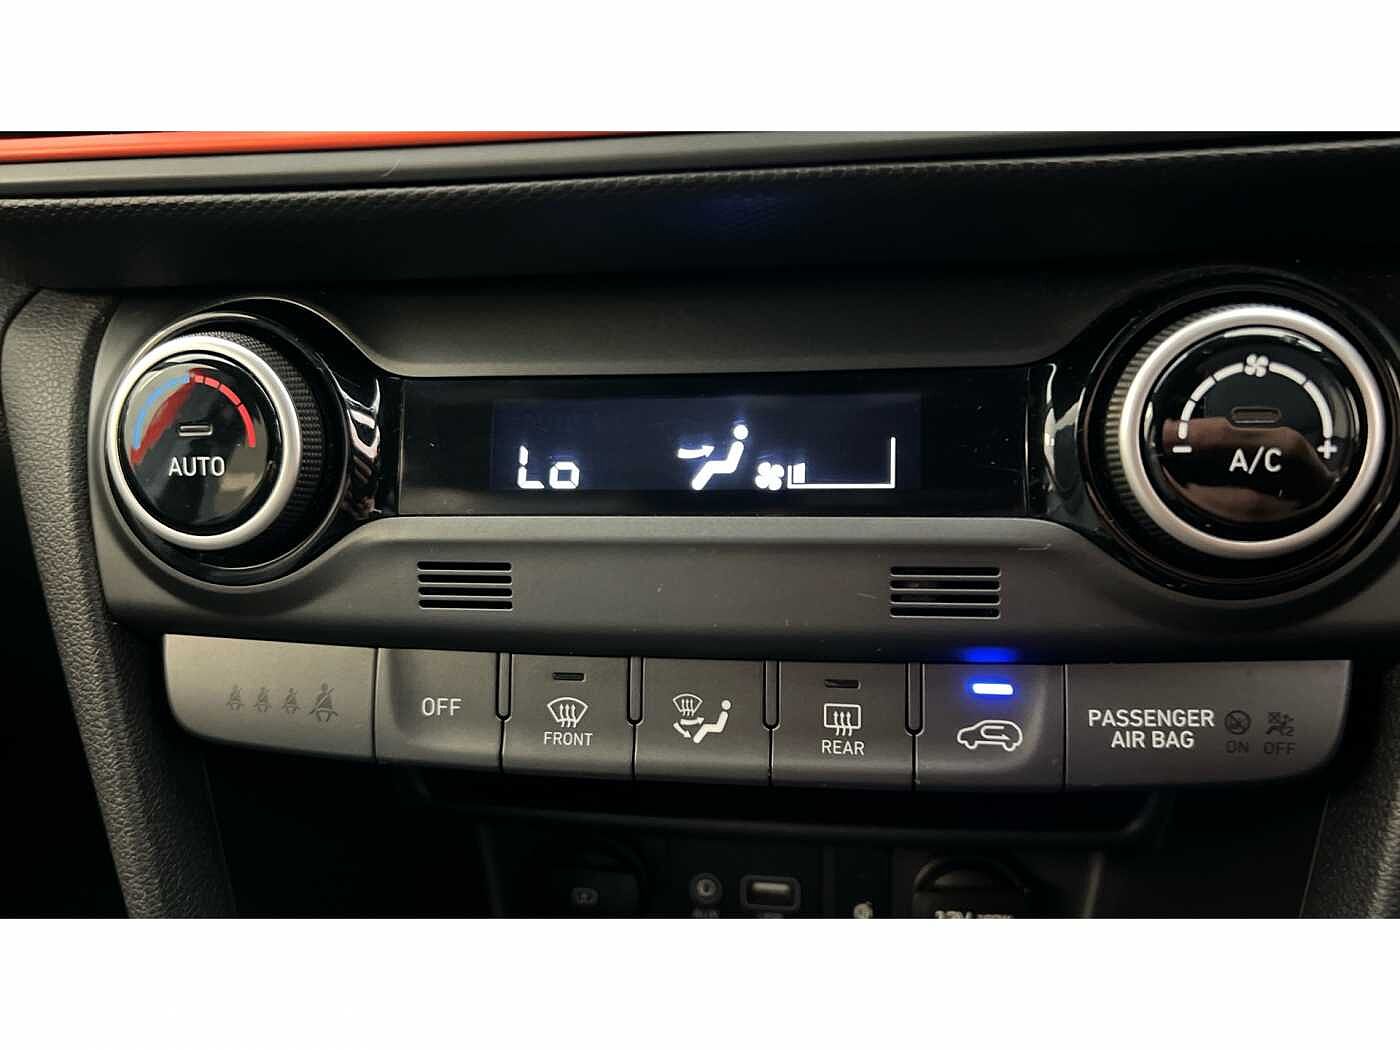 AUTO
Lo
- A/C +
OFF
FRONT
REAR
PASSENGER
AIR BAG
ON OFF